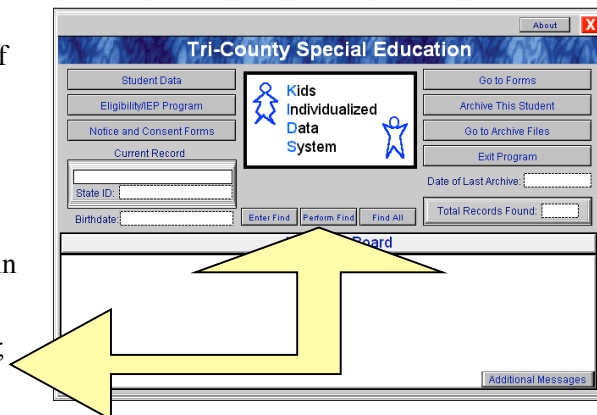 About X
of
Tri-County Special Education
Student Data
Eligibility/IEP Program
Notice and Consent Forms
Current Record
State ID:
Birthdate:
Kids
Individualized
Data
System
Go to Forms
Archive This Student
Go to Archive Files
Exit Program
Date of Last Archive:
Total Records Found:
Enter Find Perform Find Find All
Board
Additional Messages